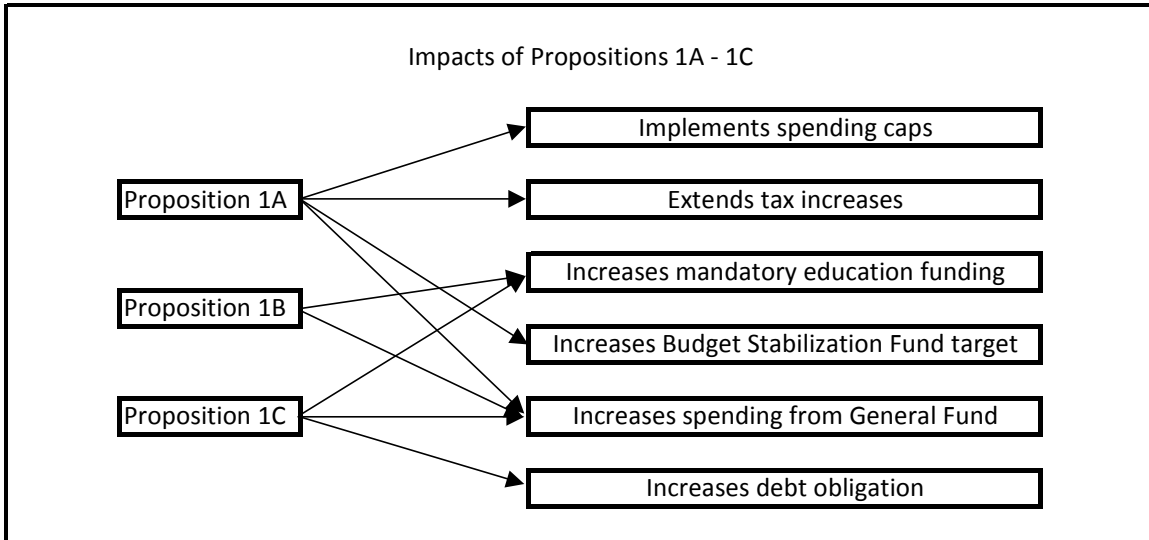 Impacts of Propositions 1A - 1C
Implements spending caps
Proposition 1A
Extends tax increases
Increases mandatory education funding
Proposition 1B
Increases Budget Stabilization Fund target
Proposition 1C
Increases spending from General Fund
Increases debt obligation